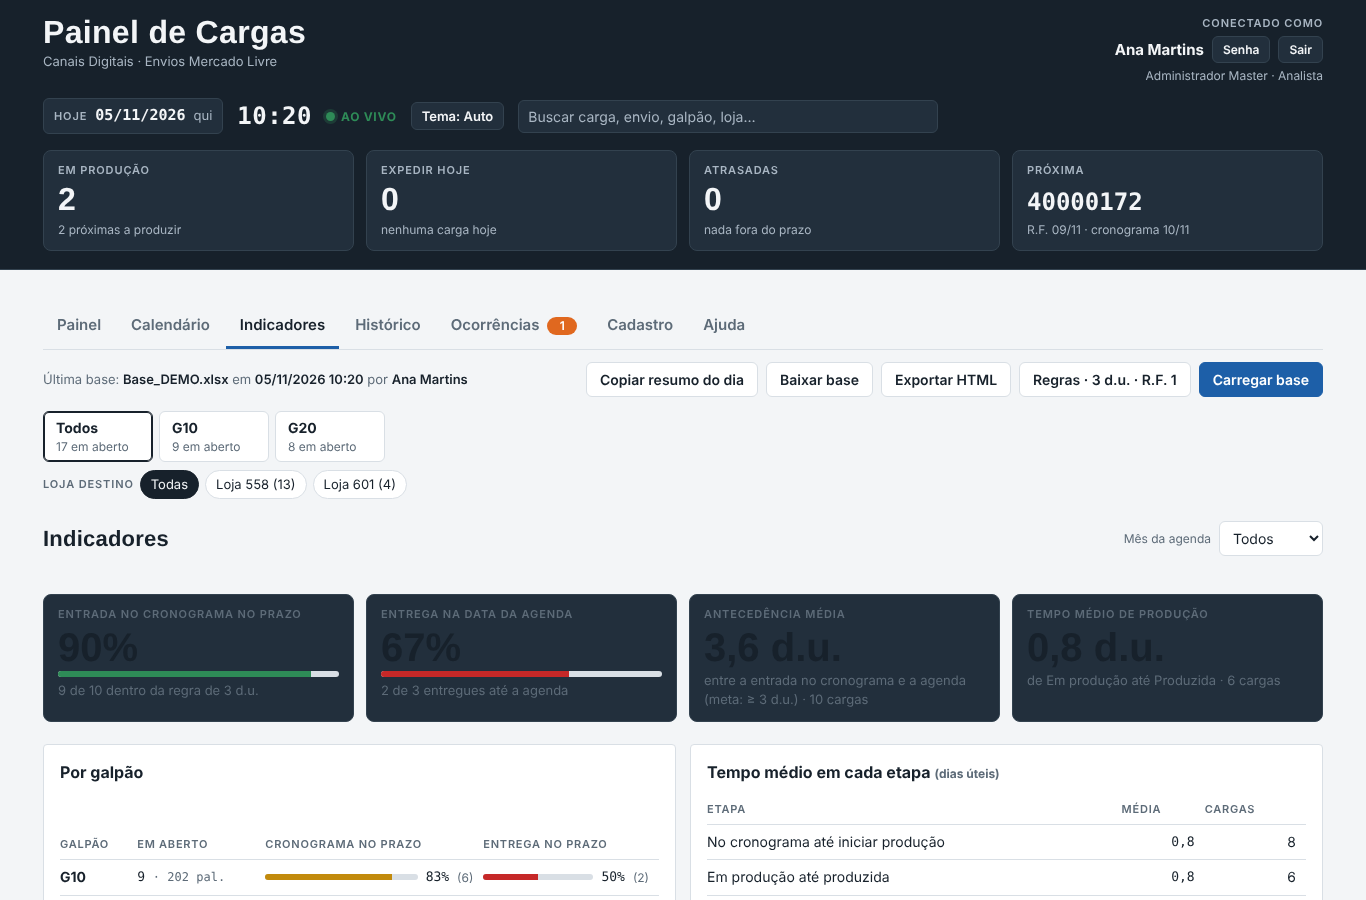 Painel de Cargas
Canais Digitais · Envios Mercado Livre
CONECTADO COMO
Ana Martins Senha Sair
Administrador Master · Analista
HOJE 05/11/2026 qui 10:20 AO VIVO Tema: Auto Buscar carga, envio, galpão, loja...
EM PRODUÇÃO
2
2 próximas a produzir
EXPEDIR HOJE
0
nenhuma carga hoje
ATRASADAS
0
nada fora do prazo
PRÓXIMA
40000172
R.F. 09/11 · cronograma 10/11
Painel Calendário Indicadores Histórico Ocorrências 1 Cadastro Ajuda
Última base: Base_DEMO.xlsx em 05/11/2026 10:20 por Ana Martins
Copiar resumo do dia Baixar base Exportar HTML Regras · 3 d.u. · R.F. 1 Carregar base
Todos
17 em aberto
G10
9 em aberto
G20
8 em aberto
LOJA DESTINO Todas Loja 558 (13) Loja 601 (4)
Indicadores
Mês da agenda Todos
ENTRADA NO CRONOGRAMA NO PRAZO
90%
9 de 10 dentro da regra de 3 d.u.
ENTREGA NA DATA DA AGENDA
67%
2 de 3 entregues até a agenda
ANTECEDÊNCIA MÉDIA
3,6 d.u.
entre a entrada no cronograma e a agenda
(meta: ≥ 3 d.u.) · 10 cargas
TEMPO MÉDIO DE PRODUÇÃO
0,8 d.u.
de Em produção até Produzida · 6 cargas
Por galpão
GALPÃO EM ABERTO CRONOGRAMA NO PRAZO ENTREGA NO PRAZO
G10 9 · 202 pal. 83% (6) 50% (2)
Tempo médio em cada etapa (dias úteis)
ETAPA MÉDIA CARGAS
No cronograma até iniciar produção 0,8 8
Em produção até produzida 0,8 6